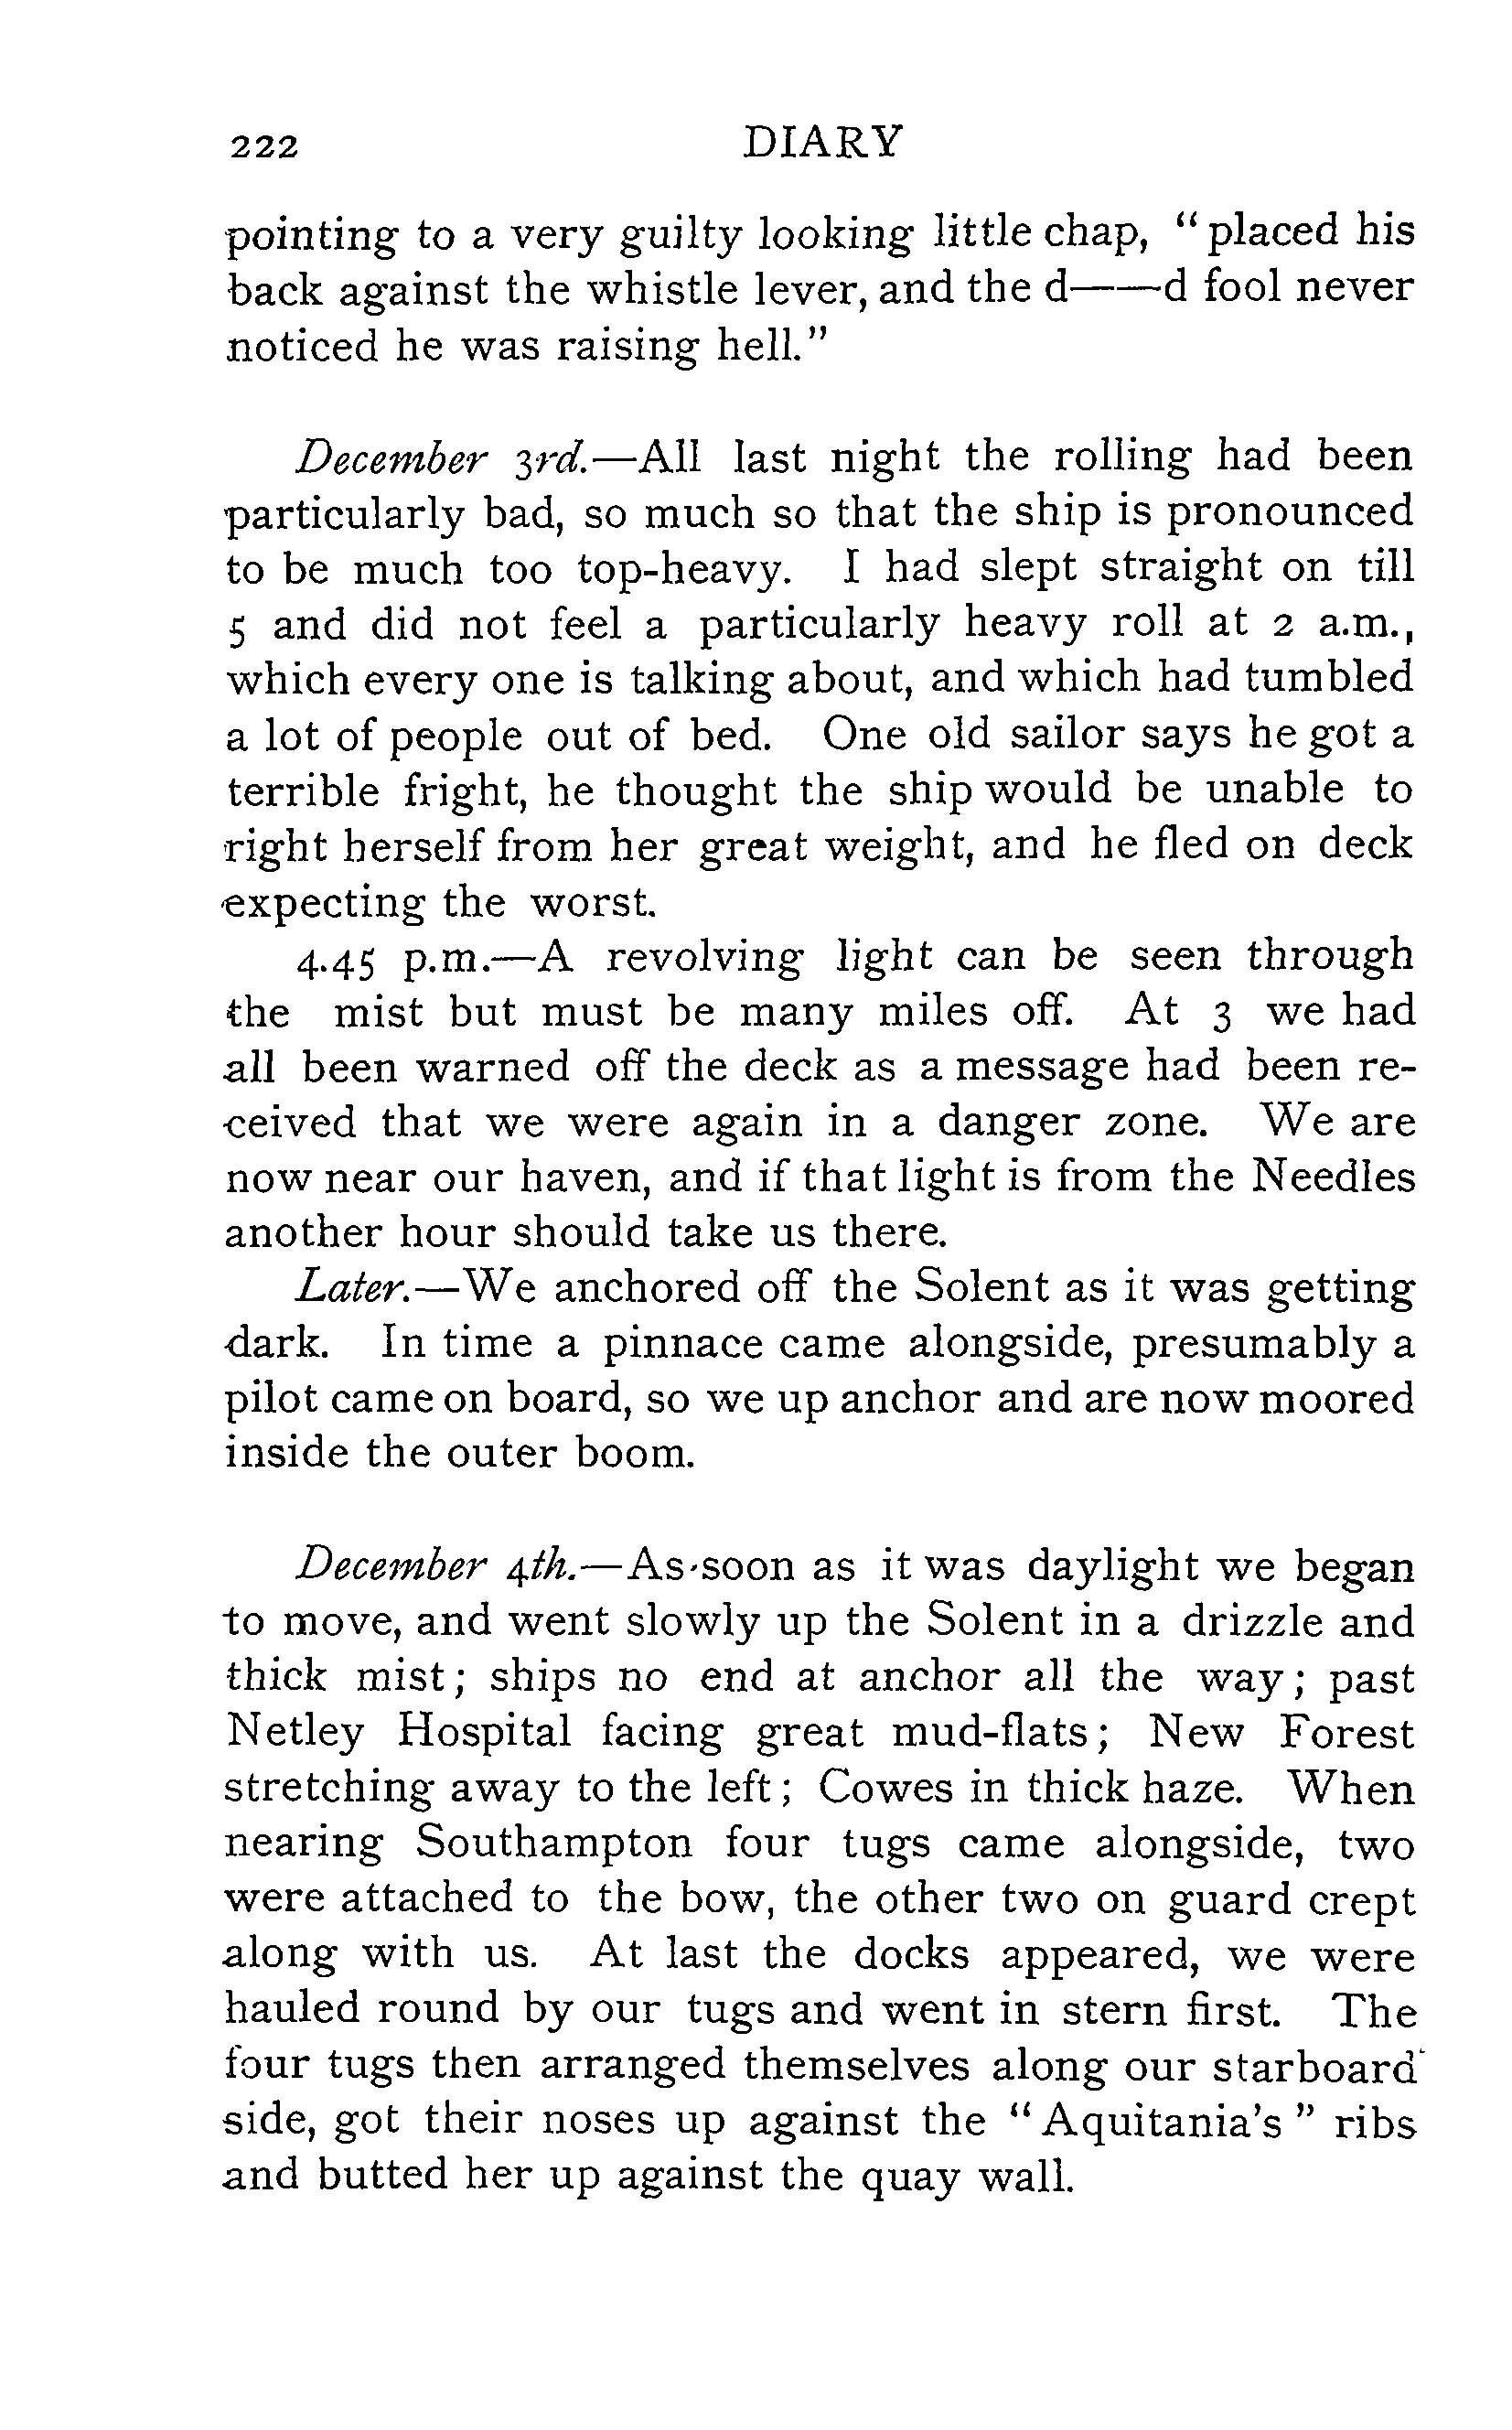 222 DIARY
pointing to a very guilty looking little chap, “ placed his
back against the whistle lever, and the d——d fool never
noticed he was raising hell.”
December 3rd.—All last night the rolling had been
particularly bad, so much so that the ship is pronounced
to be much too top-heavy. I had slept straight on till
5 and did not feel a particularly heavy roll at 2 a.m.,
which every one is talking about, and which had tumbled
a lot of people out of bed. One old sailor says he got a
terrible fright, he thought the ship would be unable to
right herself from her great weight, and he fled on deck
expecting the worst.
4.45 p.m.—A revolving light can be seen through
the mist but must be many miles off. At 3 we had
all been warned off the deck as a message had been re-
ceived that we were again in a danger zone. We are
now near our haven, and if that light is from the Needles
another hour should take us there.
Later.—We anchored off the Solent as it was getting
dark. In time a pinnace came alongside, presumably a
pilot came on board, so we up anchor and are now moored
inside the outer boom.
December 4th.—As soon as it was daylight we began
to move, and went slowly up the Solent in a drizzle and
thick mist; ships no end at anchor all the way; past
Netley Hospital facing great mud-flats; New Forest
stretching away to the left; Cowes in thick haze. When
nearing Southampton four tugs came alongside, two
were attached to the bow, the other two on guard crept
along with us. At last the docks appeared, we were
hauled round by our tugs and went in stern first. The
four tugs then arranged themselves along our starboard
side, got their noses up against the “ Aquitania’s ” ribs
and butted her up against the quay wall.